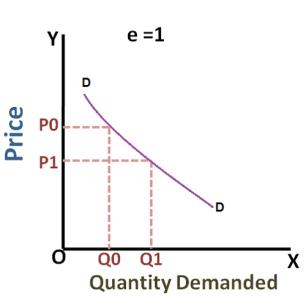 Y
e =1
D
P0
P1
Price
D
O
Q0
Q1
X
Quantity Demanded